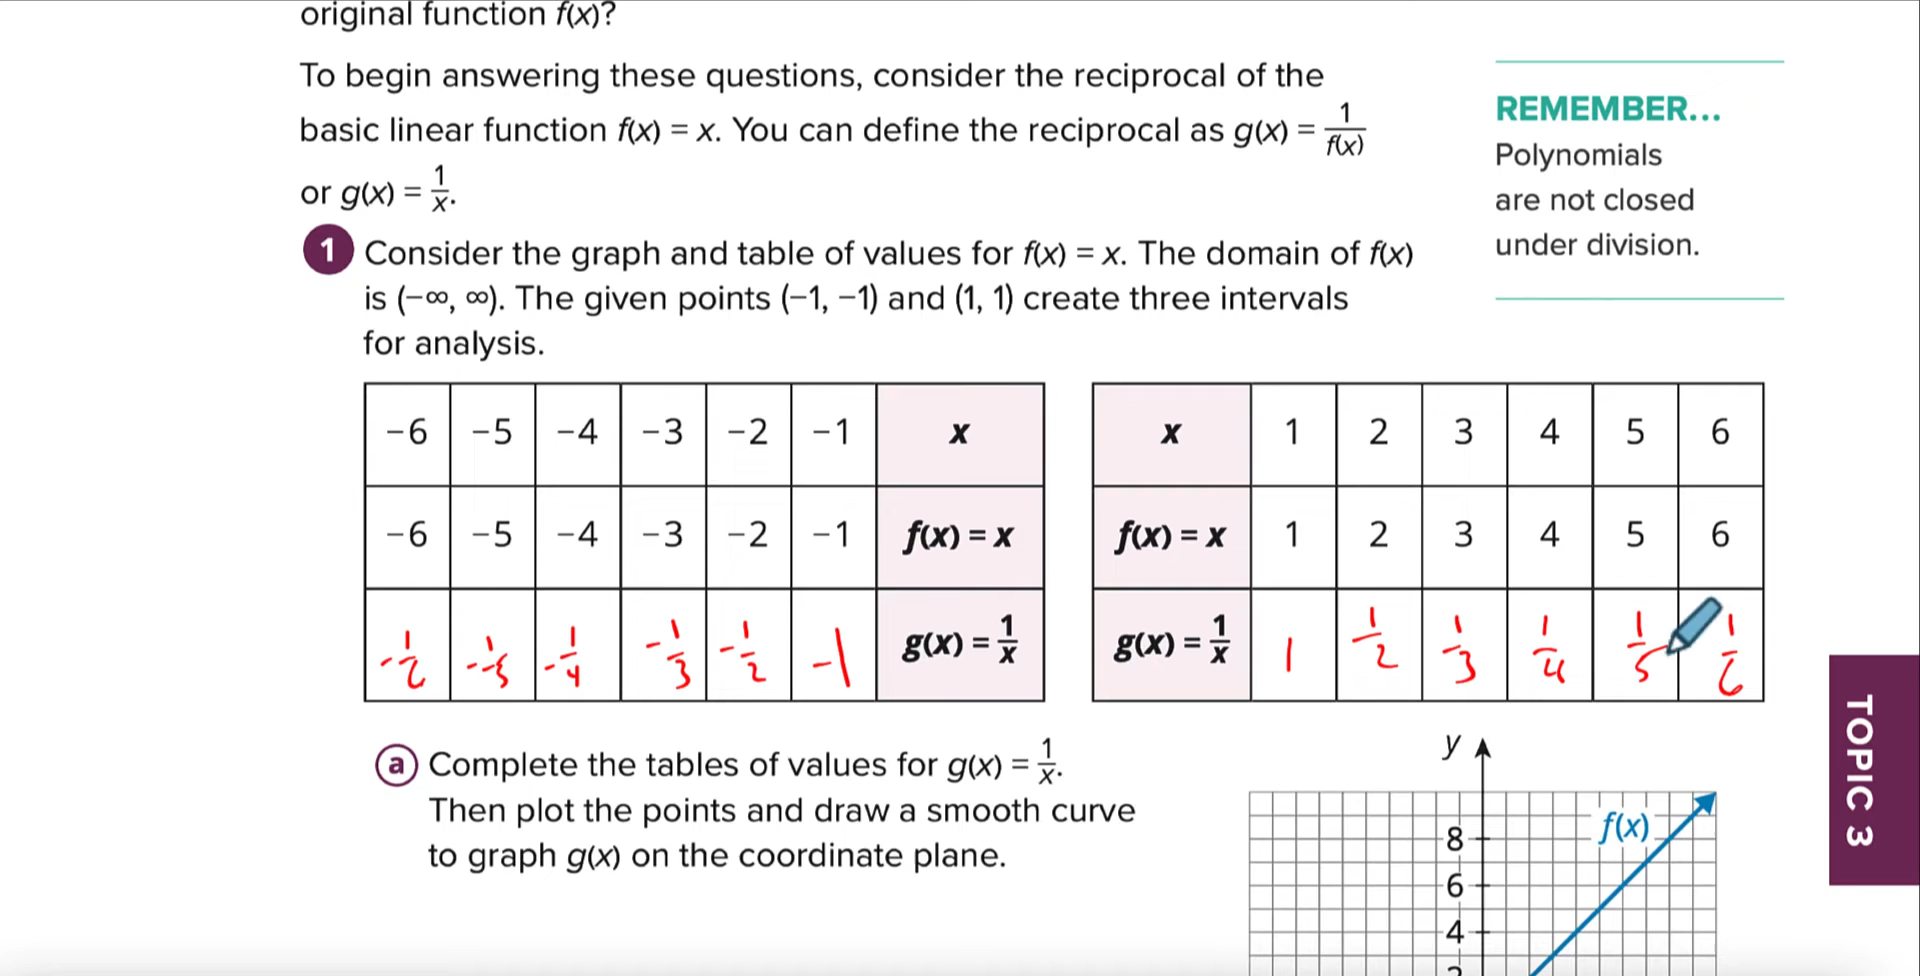 original function f(x)?
To begin answering these questions, consider the reciprocal of the
basic linear function f(x) = x. You can define the reciprocal as g(x) = 1/f(x)
or g(x) = 1/x.
REMEMBER...
Polynomials
are not closed
under division.
1 Consider the graph and table of values for f(x) = x. The domain of f(x)
is (−∞, ∞). The given points (−1, −1) and (1, 1) create three intervals
for analysis.
−6 −5 −4 −3 −2 −1 x
−6 −5 −4 −3 −2 −1 f(x) = x
-1/6 -1/5 -1/4 -1/3 -1/2 -1 g(x) = 1/x
x 1 2 3 4 5 6
f(x) = x 1 2 3 4 5 6
g(x) = 1/x 1 1/2 1/3 1/4 1/5 1/6
a Complete the tables of values for g(x) = 1/x.
Then plot the points and draw a smooth curve
to graph g(x) on the coordinate plane.
y
f(x)
8
6
4
TOPIC 3